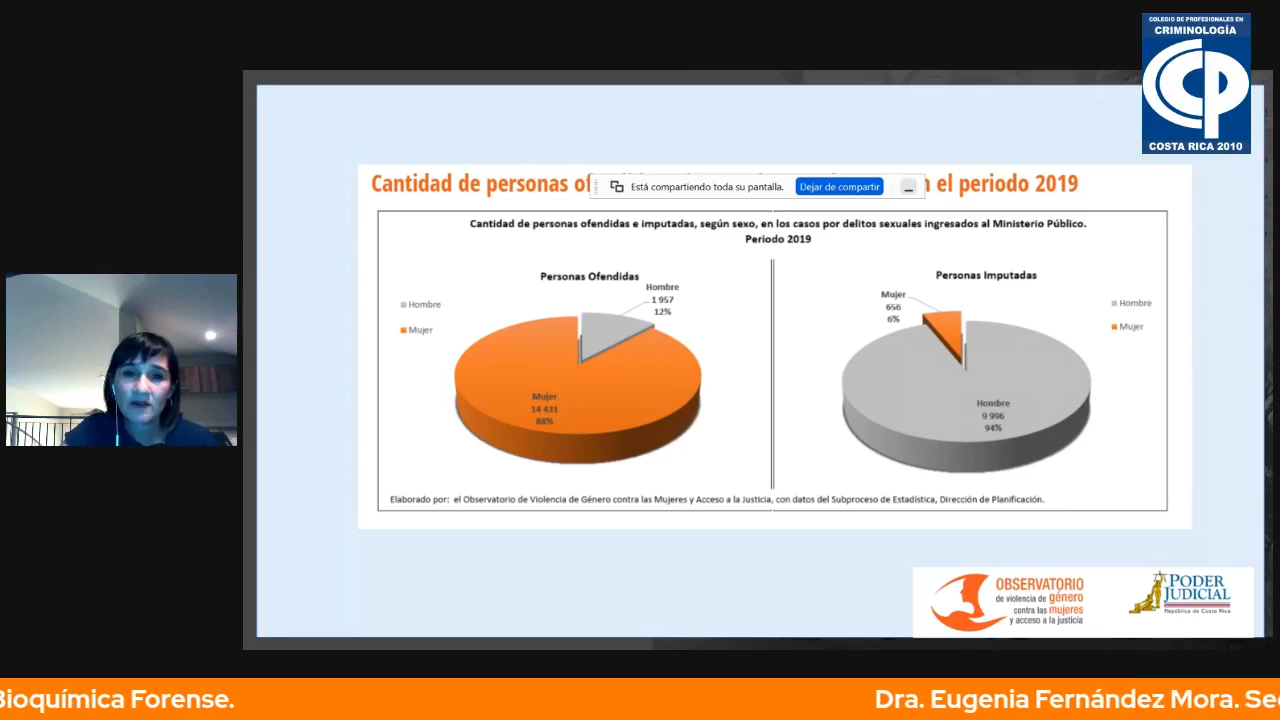 COLEGIO DE PROFESIONALES EN
CRIMINOLOGÍA
CCP
COSTA RICA 2010
Cantidad de personas el periodo 2019
Está compartiendo toda su pantalla.
Dejar de compartir
Cantidad de personas ofendidas e imputadas, según sexo, en los casos por delitos sexuales ingresados al Ministerio Público.
Periodo 2019
Personas Ofendidas
Hombre
Mujer
Hombre
1 957
12%
Mujer
14 431
88%
Personas Imputadas
Mujer
656
6%
Hombre
Mujer
Hombre
9 996
94%
Elaborado por: el Observatorio de Violencia de Género contra las Mujeres y Acceso a la Justicia, con datos del Subproceso de Estadística, Dirección de Planificación.
OBSERVATORIO
de violencia de género
contra las mujeres
y acceso a la justicia
PODER
JUDICIAL
República de Costa Rica
Bioquímica Forense.
Dra. Eugenia Fernández Mora.